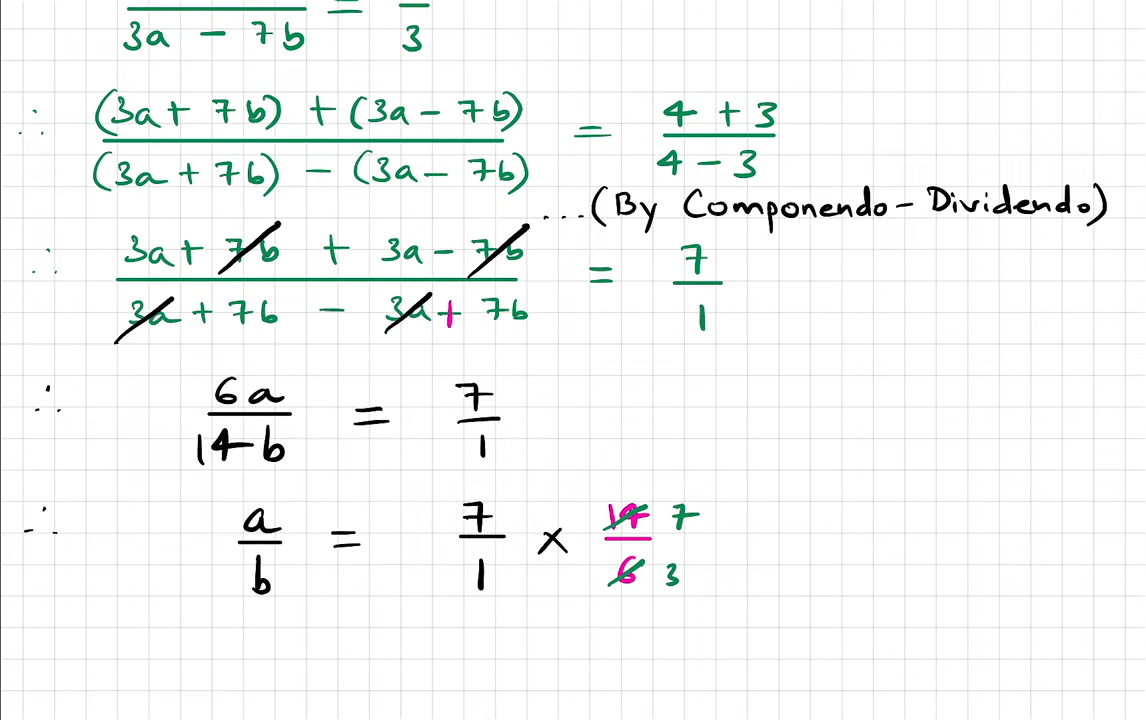 3a - 7b = 3
∴ (3a + 7b) + (3a - 7b) / (3a + 7b) - (3a - 7b) = 4 + 3 / 4 - 3
... (By Componendo - Dividendo)
∴ 3a + 7b + 3a - 7b / 3a + 7b - 3a + 7b = 7 / 1
∴ 6a / 14b = 7 / 1
∴ a / b = 7 / 1 × 14 7 / 6 3